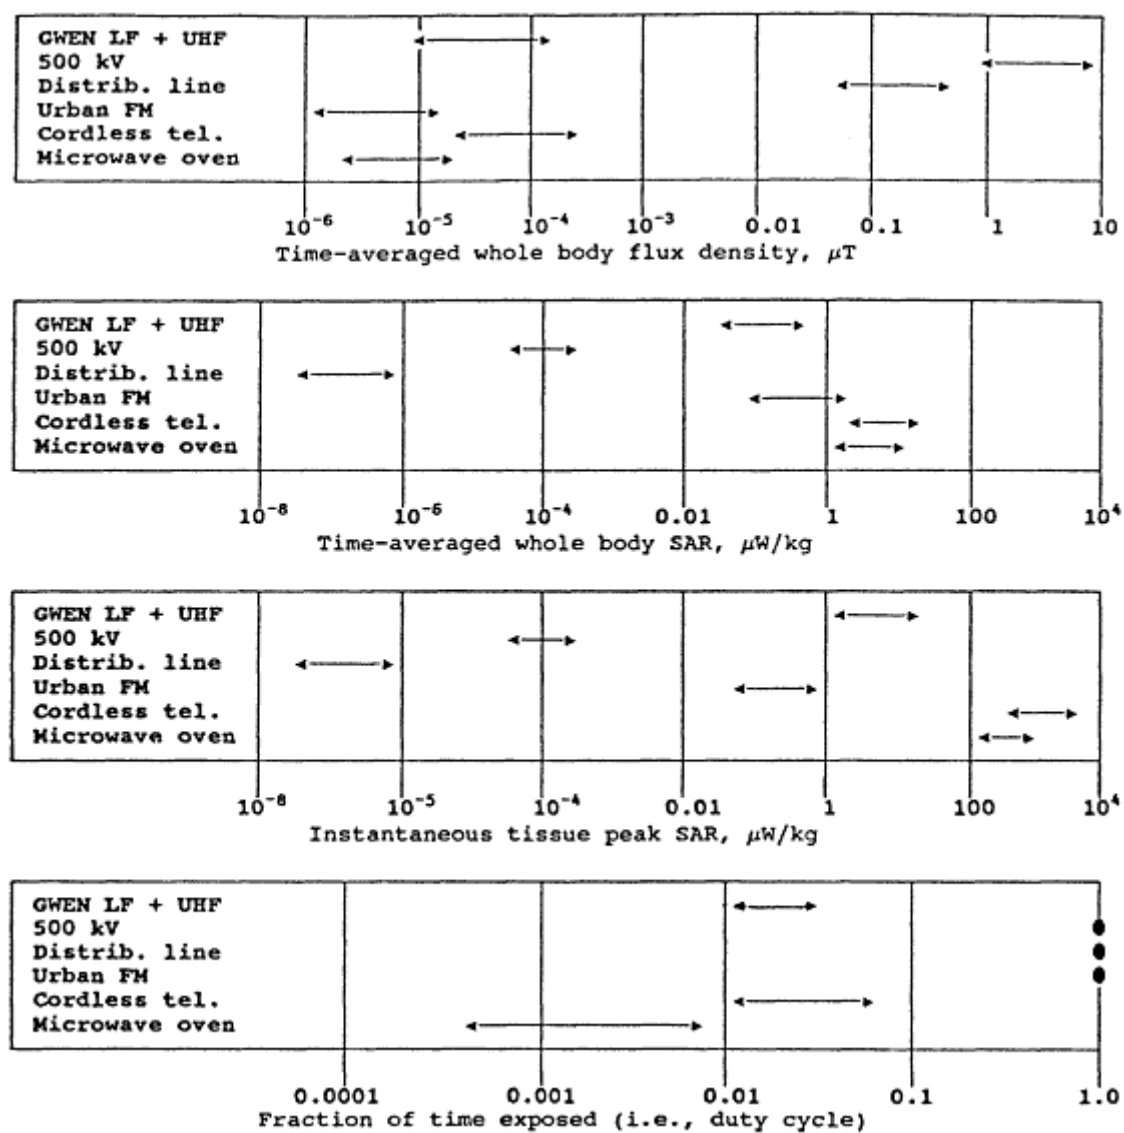 GWEN LF + UHF
500 kV
Distrib. line
Urban FM
Cordless tel.
Microwave oven
10⁻⁶ 10⁻⁵ 10⁻⁴ 10⁻³ 0.01 0.1 1 10
Time-averaged whole body flux density, μT
GWEN LF + UHF
500 kV
Distrib. line
Urban FM
Cordless tel.
Microwave oven
10⁻⁸ 10⁻⁶ 10⁻⁴ 0.01 1 100 10⁴
Time-averaged whole body SAR, μW/kg
GWEN LF + UHF
500 kV
Distrib. line
Urban FM
Cordless tel.
Microwave oven
10⁻⁸ 10⁻⁵ 10⁻⁴ 0.01 1 100 10⁴
Instantaneous tissue peak SAR, μW/kg
GWEN LF + UHF
500 kV
Distrib. line
Urban FM
Cordless tel.
Microwave oven
0.0001 0.001 0.01 0.1 1.0
Fraction of time exposed (i.e., duty cycle)